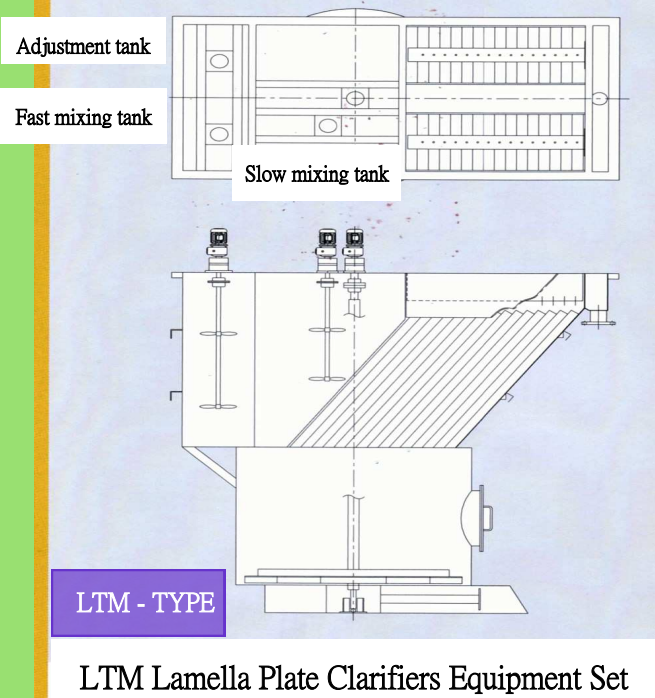 Adjustment tank
Fast mixing tank
Slow mixing tank
LTM - TYPE
LTM Lamella Plate Clarifiers Equipment Set